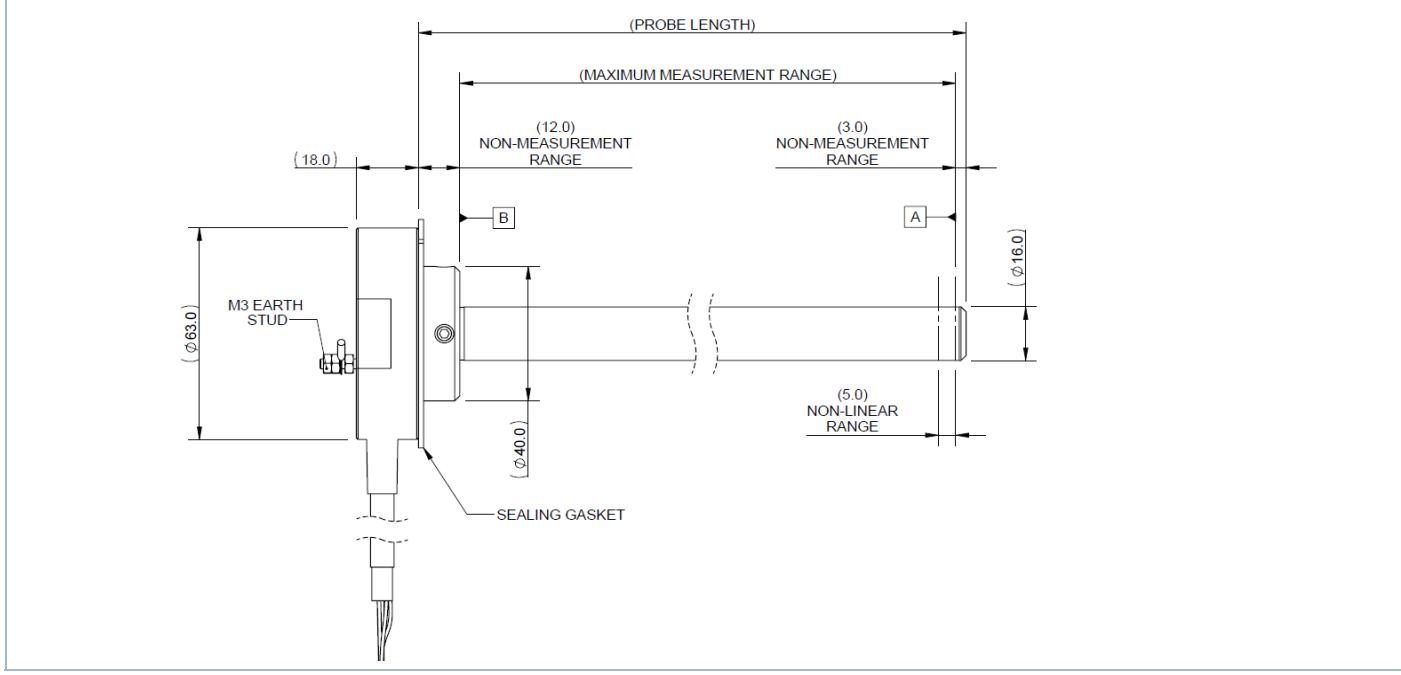 (PROBE LENGTH)
(MAXIMUM MEASUREMENT RANGE)
(12.0)
NON-MEASUREMENT
RANGE
(3.0)
NON-MEASUREMENT
RANGE
(18.0)
B
A
(⌀16.0)
M3 EARTH
STUD
(⌀63.0)
(5.0)
NON-LINEAR
RANGE
(⌀40.0)
SEALING GASKET